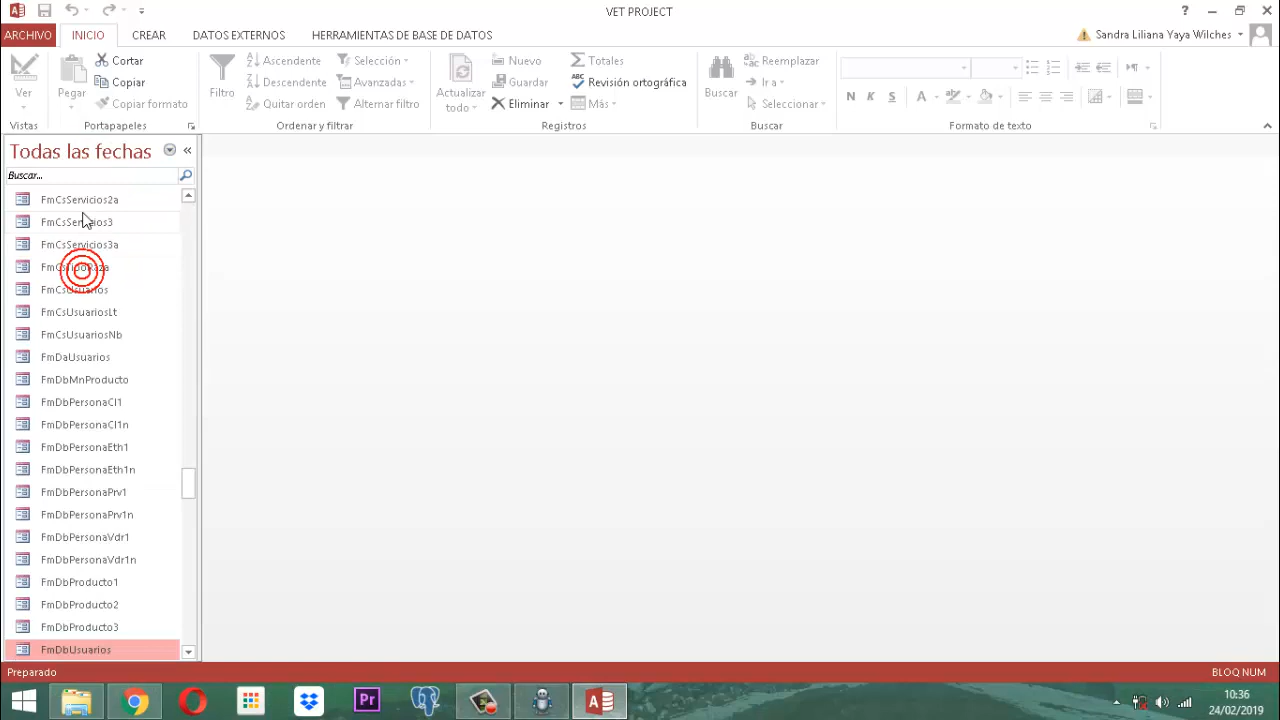 VET PROJECT
?
ARCHIVO INICIO CREAR DATOS EXTERNOS HERRAMIENTAS DE BASE DE DATOS Sandra Liliana Yaya Wilches
Ver
Vistas
Pegar
Cortar
Copiar
Copiar formato
Portapapeles
Filtro
Ascendente
Descendente
Quitar orden
Selección
Avanzadas
Alternar filtro
Ordenar y filtrar
Actualizar
todo
Nuevo
Guardar
Eliminar
Totales
Revisión ortográfica
Más
Registros
Buscar
Reemplazar
Ir a
Seleccionar
Buscar
N K S A
Formato de texto
Todas las fechas
Buscar...
FmCsServicios2a
FmCsServicios3
FmCsServicios3a
FmCsTipoRaza
FmCsUsuarios
FmCsUsuariosLt
FmCsUsuariosNb
FmDaUsuarios
FmDbMnProducto
FmDbPersonaCl1
FmDbPersonaCl1n
FmDbPersonaEth1
FmDbPersonaEth1n
FmDbPersonaPrv1
FmDbPersonaPrv1n
FmDbPersonaVdr1
FmDbPersonaVdr1n
FmDbProducto1
FmDbProducto2
FmDbProducto3
FmDbUsuarios
Preparado BLOQ NUM
Pr
10:36
24/02/2019